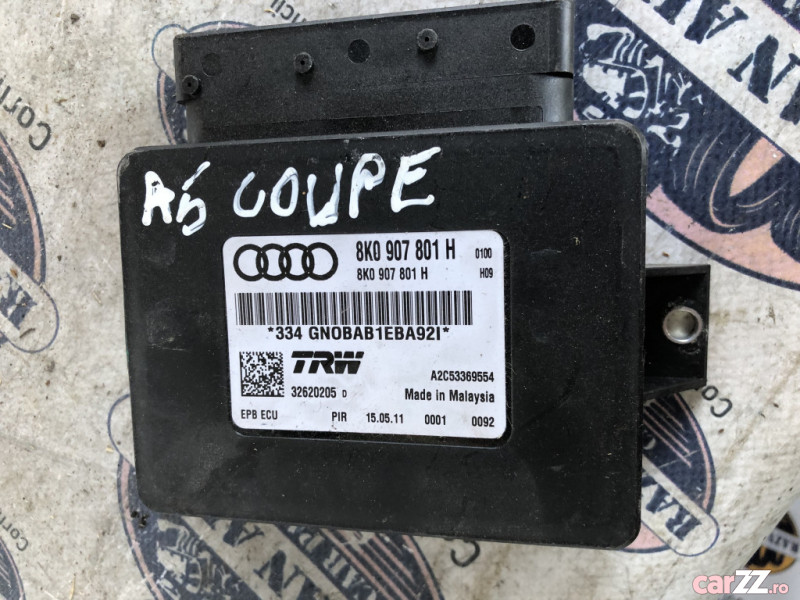 A5 COUPE
8K0 907 801 H 0100
8K0 907 801 H H09
*334 GN0BAB1EBA92I*
TRW
A2C53369554
32620205 D Made in Malaysia
EPB ECU PIR 15.05.11 0001 0092
carZZ.ro